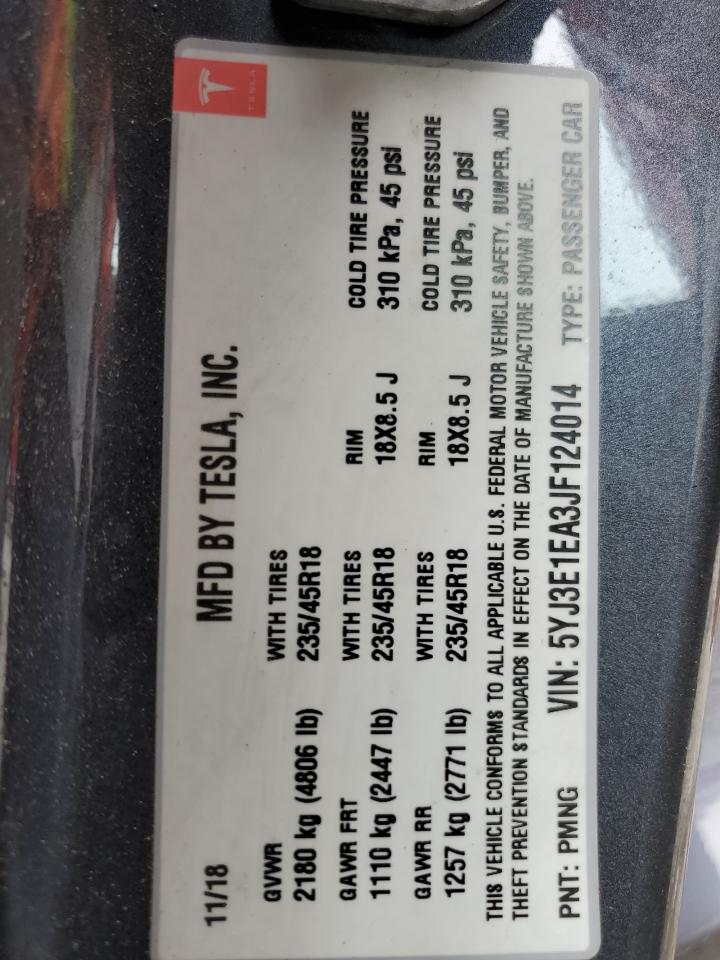 TESLA
11/18
MFD BY TESLA, INC.
GVWR WITH TIRES
2180 kg (4806 lb) 235/45R18
GAWR FRT WITH TIRES RIM COLD TIRE PRESSURE
1110 kg (2447 lb) 235/45R18 18X8.5 J 310 kPa, 45 psi
GAWR RR WITH TIRES RIM COLD TIRE PRESSURE
1257 kg (2771 lb) 235/45R18 18X8.5 J 310 kPa, 45 psi
THIS VEHICLE CONFORMS TO ALL APPLICABLE U.S. FEDERAL MOTOR VEHICLE SAFETY, BUMPER, AND
THEFT PREVENTION STANDARDS IN EFFECT ON THE DATE OF MANUFACTURE SHOWN ABOVE.
PNT: PMNG VIN: 5YJ3E1EA3JF124014 TYPE: PASSENGER CAR